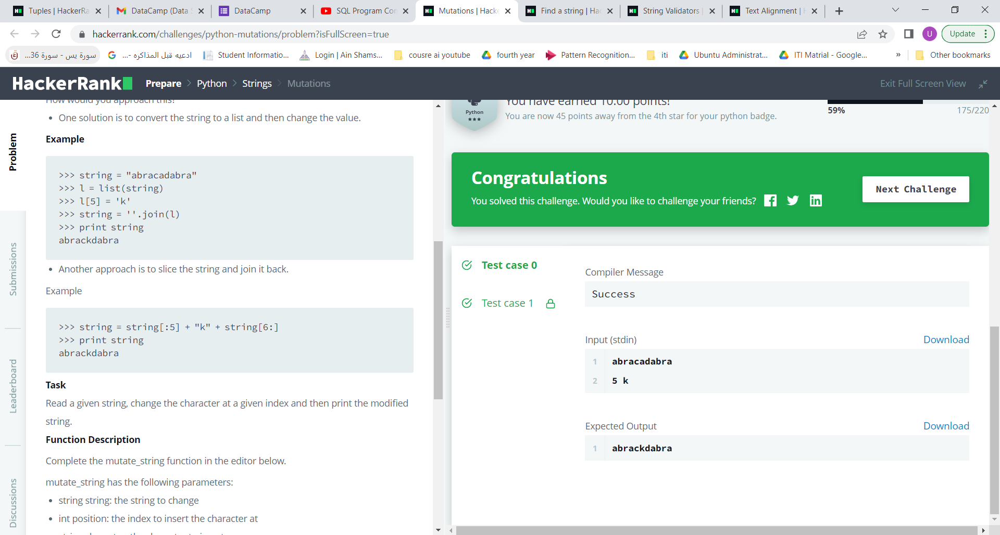 Tuples | HackerRa
DataCamp (Data S
DataCamp
SQL Program Con
Mutations | Hacke
Find a string | Ha
String Validators |
Text Alignment | H
hackerrank.com/challenges/python-mutations/problem?isFullScreen=true
U
Update
سورة يس - سورة 36...
ادعيه قبل المذاكره -...
Student Informatio...
Login | Ain Shams...
cousre ai youtube
fourth year
Pattern Recognition...
iti
Ubuntu Administrat...
ITI Matrial - Google...
»
Other bookmarks
HackerRank
Prepare > Python > Strings > Mutations
Exit Full Screen View
Problem
Submissions
Leaderboard
Discussions
How would you approach this?
• One solution is to convert the string to a list and then change the value.
Example
>>> string = "abracadabra"
>>> l = list(string)
>>> l[5] = 'k'
>>> string = ''.join(l)
>>> print string
abrackdabra
• Another approach is to slice the string and join it back.
Example
>>> string = string[:5] + "k" + string[6:]
>>> print string
abrackdabra
Task
Read a given string, change the character at a given index and then print the modified
string.
Function Description
Complete the mutate_string function in the editor below.
mutate_string has the following parameters:
• string string: the string to change
• int position: the index to insert the character at
Python
You have earned 10.00 points!
You are now 45 points away from the 4th star for your python badge.
59%
175/220
Congratulations
You solved this challenge. Would you like to challenge your friends?
Next Challenge
Test case 0
Test case 1
Compiler Message
Success
Input (stdin)
Download
1 abracadabra
2 5 k
Expected Output
Download
1 abrackdabra